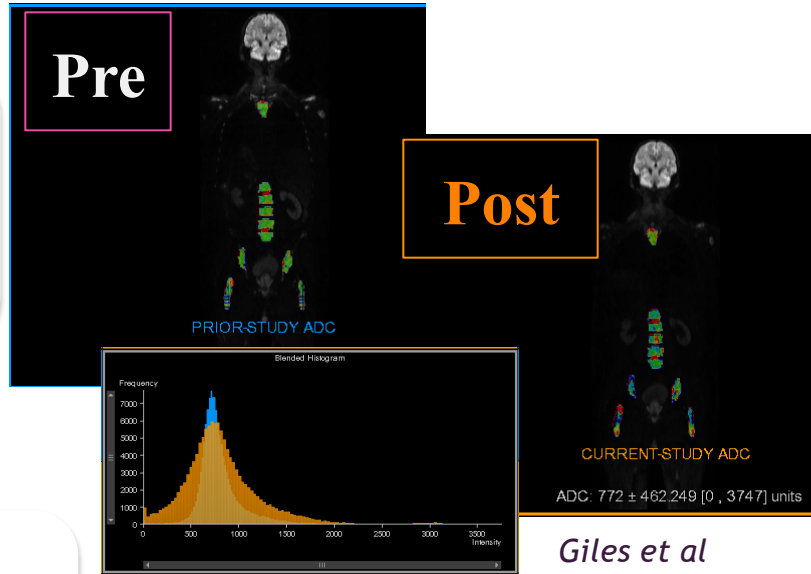 Pre
PRIOR-STUDY ADC
Post
CURRENT-STUDY ADC
ADC: 772 ± 462.249 [0 , 3747] units
Blended Histogram
Frequency
7000
6000
5000
4000
3000
2000
1000
0
0 500 1000 1500 2000 2500 3000 3500
Intensity
Giles et al